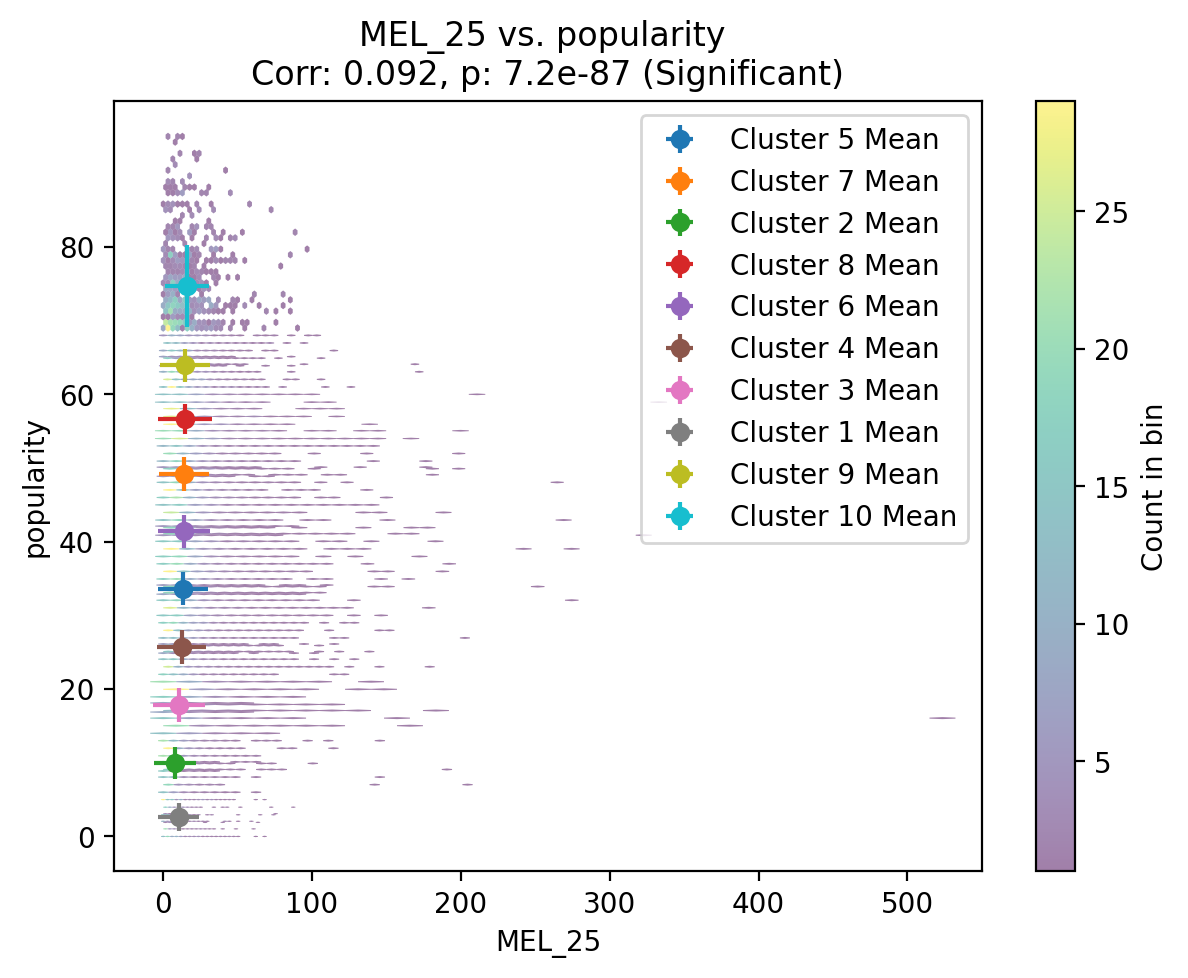 MEL_25 vs. popularity
Corr: 0.092, p: 7.2e-87 (Significant)
popularity
80
60
40
20
0
0
100
200
300
400
500
MEL_25
Cluster 5 Mean
Cluster 7 Mean
Cluster 2 Mean
Cluster 8 Mean
Cluster 6 Mean
Cluster 4 Mean
Cluster 3 Mean
Cluster 1 Mean
Cluster 9 Mean
Cluster 10 Mean
25
20
15
10
5
Count in bin